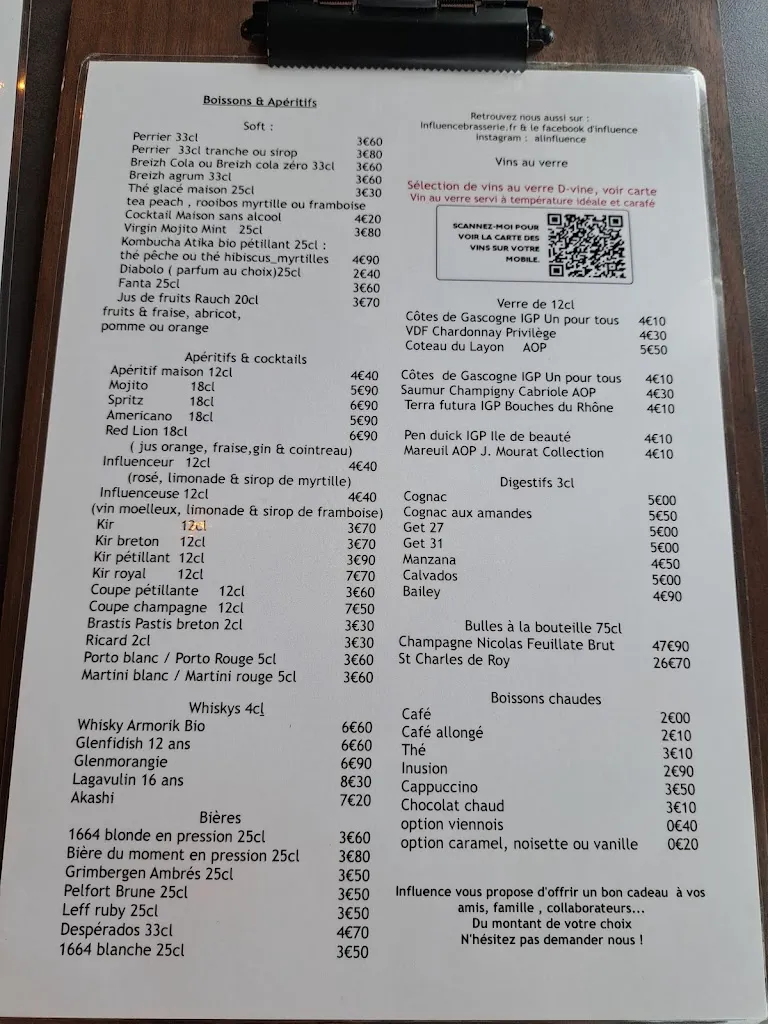 Boissons & Apéritifs
Soft :
Perrier 33cl 3€60
Perrier 33cl tranche ou sirop 3€80
Breizh Cola ou Breizh cola zéro 33cl 3€60
Breizh agrum 33cl 3€60
Thé glacé maison 25cl 3€30
tea peach , rooibos myrtille ou framboise
Cocktail Maison sans alcool 4€20
Virgin Mojito Mint 25cl 3€80
Kombucha Atika bio pétillant 25cl :
thé pêche ou thé hibiscus_myrtilles 4€90
Diabolo ( parfum au choix)25cl 2€40
Fanta 25cl 3€60
Jus de fruits Rauch 20cl 3€70
fruits & fraise, abricot,
pomme ou orange
Apéritifs & cocktails
Apéritif maison 12cl 4€40
Mojito 18cl 5€90
Spritz 18cl 6€90
Americano 18cl 5€90
Red Lion 18cl 6€90
( jus orange, fraise,gin & cointreau)
Influenceur 12cl 4€40
(rosé, limonade & sirop de myrtille)
Influenceuse 12cl 4€40
(vin moelleux, limonade & sirop de framboise)
Kir 12cl 3€70
Kir breton 12cl 3€70
Kir pétillant 12cl 3€90
Kir royal 12cl 7€70
Coupe pétillante 12cl 3€60
Coupe champagne 12cl 7€50
Brastis Pastis breton 2cl 3€30
Ricard 2cl 3€30
Porto blanc / Porto Rouge 5cl 3€60
Martini blanc / Martini rouge 5cl 3€60
Whiskys 4cl
Whisky Armorik Bio 6€60
Glenfidish 12 ans 6€60
Glenmorangie 6€90
Lagavulin 16 ans 8€30
Akashi 7€20
Bières
1664 blonde en pression 25cl 3€60
Bière du moment en pression 25cl 3€80
Grimbergen Ambrés 25cl 3€50
Pelfort Brune 25cl 3€50
Leff ruby 25cl 3€50
Despérados 33cl 4€70
1664 blanche 25cl 3€50
Retrouvez nous aussi sur :
Influencebrasserie.fr & le facebook d'influence
instagram : alinfluence
Vins au verre
Sélection de vins au verre D-vine, voir carte
Vin au verre servi à température idéale et carafé
SCANNEZ-MOI POUR
VOIR LA CARTE DES
VINS SUR VOTRE
MOBILE.
Verre de 12cl
Côtes de Gascogne IGP Un pour tous 4€10
VDF Chardonnay Privilège 4€30
Coteau du Layon AOP 5€50
Côtes de Gascogne IGP Un pour tous 4€10
Saumur Champigny Cabriole AOP 4€30
Terra futura IGP Bouches du Rhône 4€10
Pen duick IGP Ile de beauté 4€10
Mareuil AOP J. Mourat Collection 4€10
Digestifs 3cl
Cognac 5€00
Cognac aux amandes 5€50
Get 27 5€00
Get 31 5€00
Manzana 4€50
Calvados 5€00
Bailey 4€90
Bulles à la bouteille 75cl
Champagne Nicolas Feuillate Brut 47€90
St Charles de Roy 26€70
Boissons chaudes
Café 2€00
Café allongé 2€10
Thé 3€10
Inusion 2€90
Cappuccino 3€50
Chocolat chaud 3€10
option viennois 0€40
option caramel, noisette ou vanille 0€20
Influence vous propose d'offrir un bon cadeau à vos
amis, famille , collaborateurs...
Du montant de votre choix
N'hésitez pas demander nous !